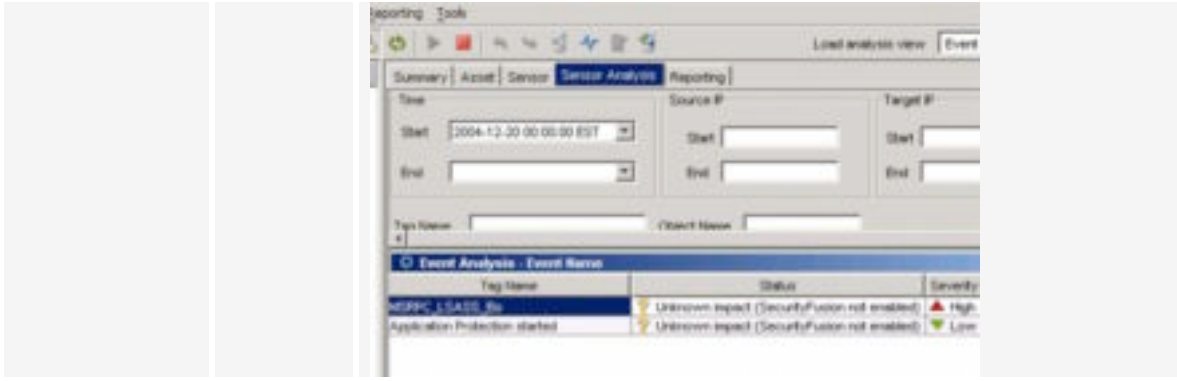 Reporting Tools
Load analysis view Event
Summary Asset Sensor Sensor Analysis Reporting
Time Source IP Target IP
Start 2004-12-20 00:00:00 EST Start Start
End End End
Tag Name Object Name
Event Analysis - Event Name
Tag Name Status Severity
MSRPC_LSASS_Bo Unknown impact (SecurityFusion not enabled) High
Application Protection started Unknown impact (SecurityFusion not enabled) Low